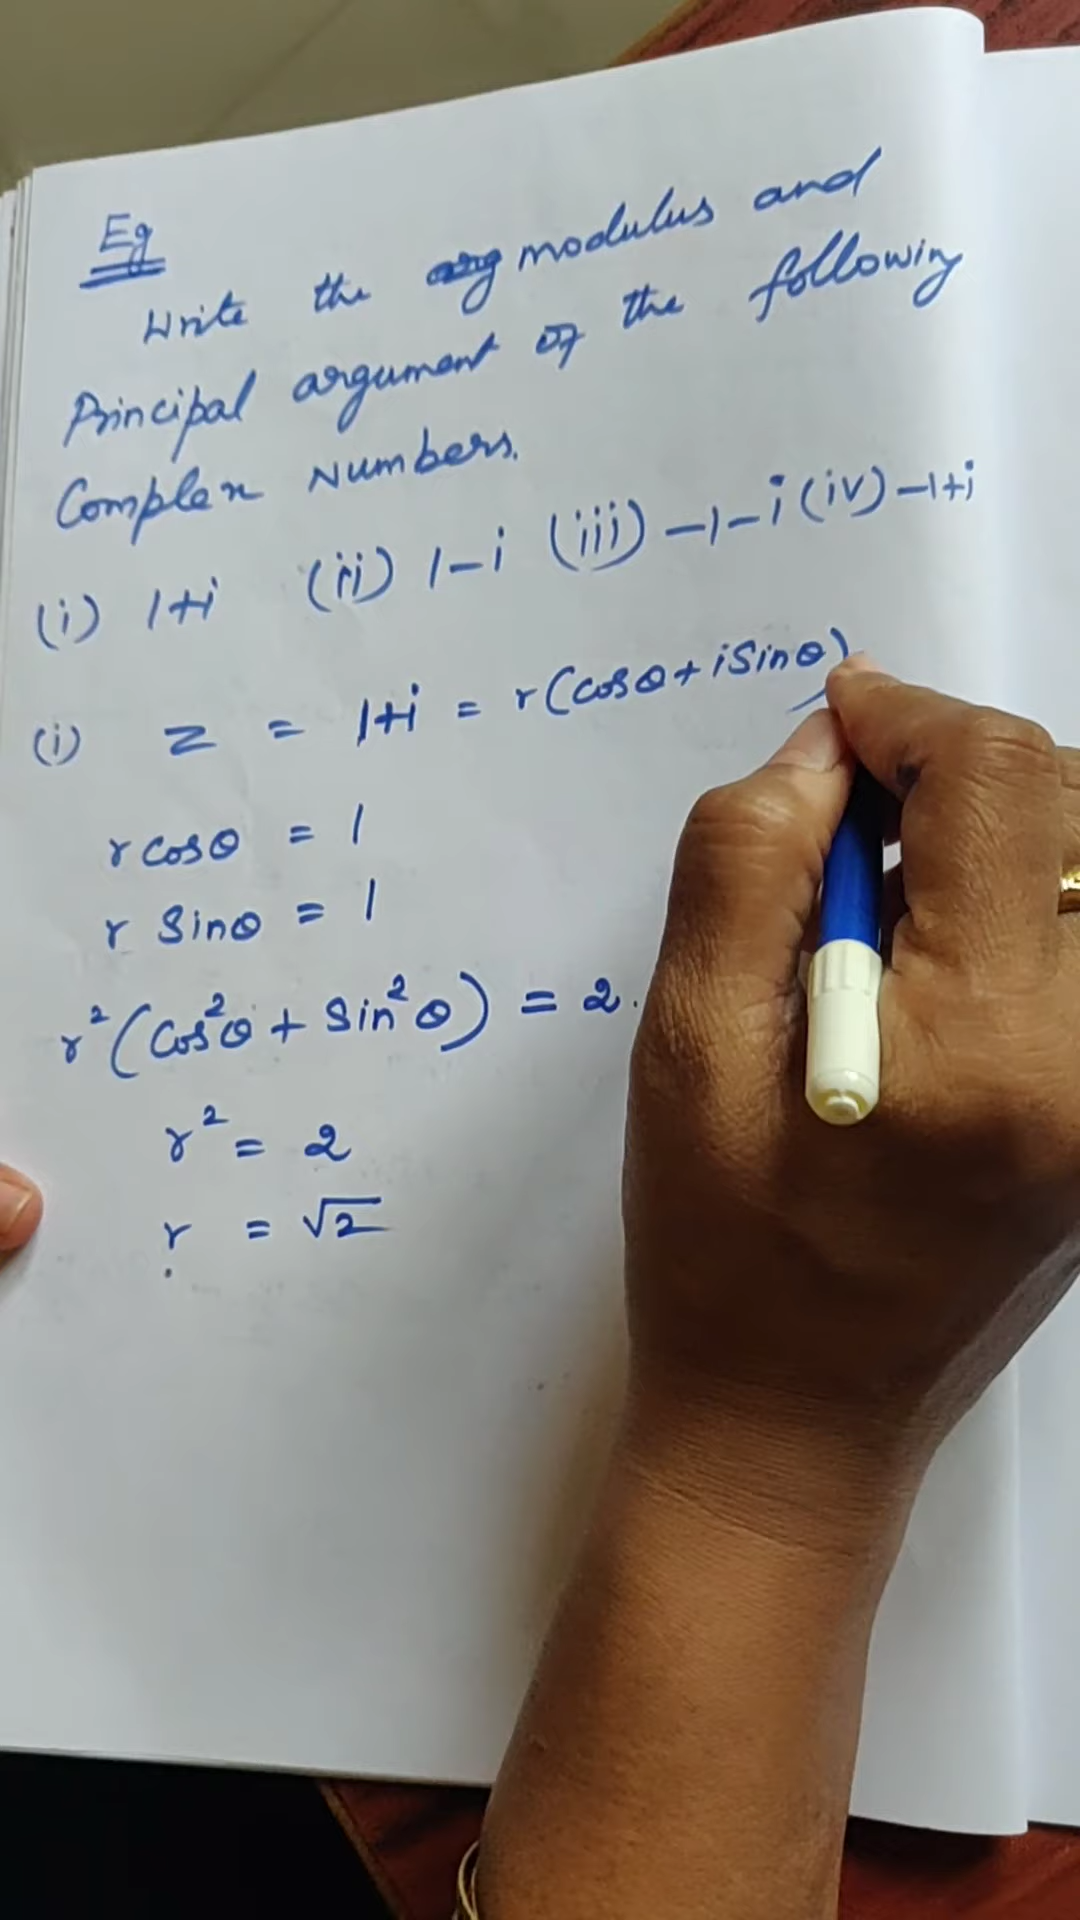 Eg
Write the arg modulus and
Principal argument of the following
Complex Numbers.
(i) 1+i (ii) 1-i (iii) -1-i (iv) -1+i
(i) z = 1+i = r(cosθ + i sinθ)
r cosθ = 1
r sinθ = 1
r²(cos²θ + sin²θ) = 2.
r² = 2
r = √2